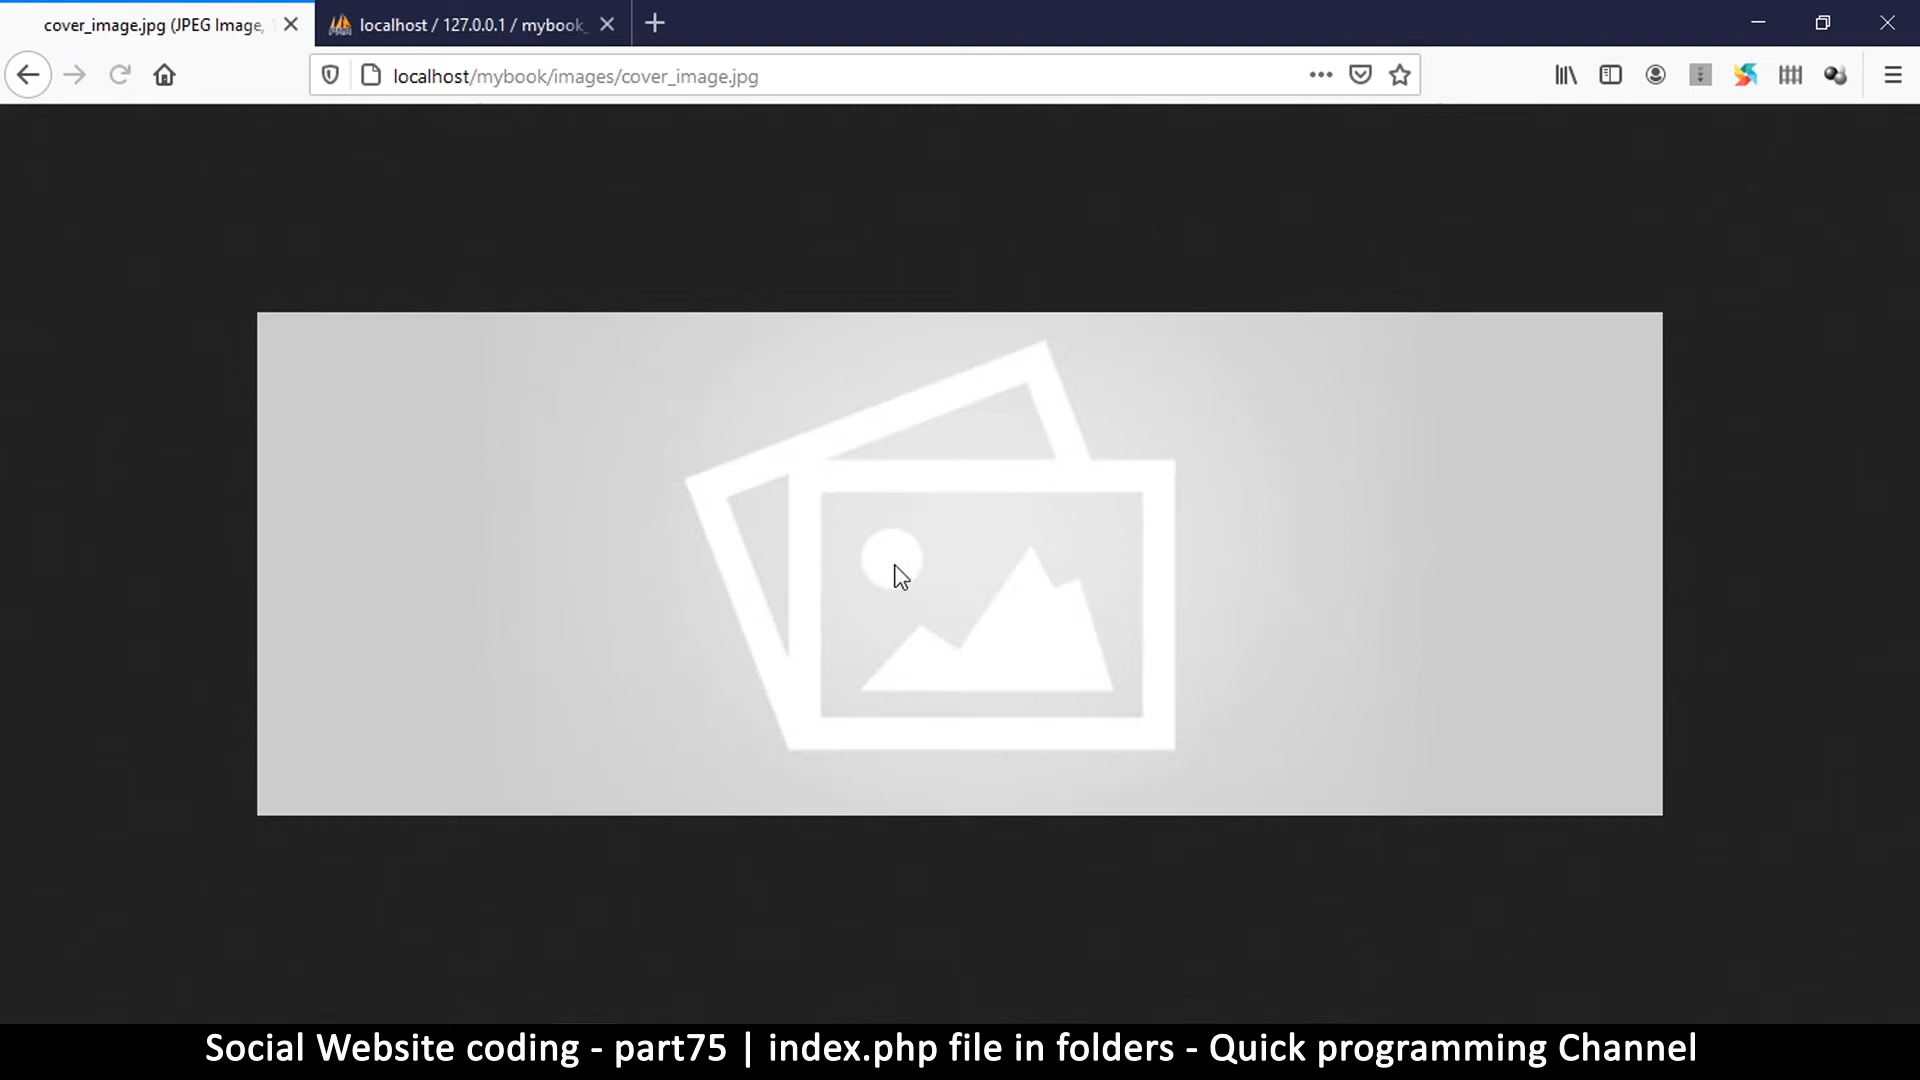 cover_image.jpg (JPEG Image,
localhost / 127.0.0.1 / mybook_
localhost/mybook/images/cover_image.jpg
Social Website coding - part75 | index.php file in folders - Quick programming Channel